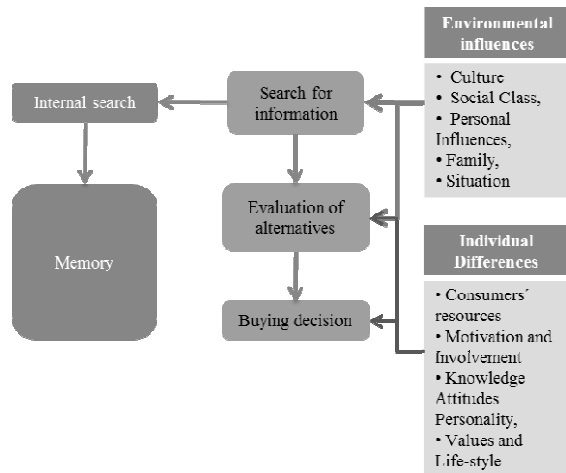 Environmental
influences
• Culture
• Social Class,
• Personal
Influences,
• Family,
• Situation
Search for
information
Internal search
Evaluation of
alternatives
Memory
Individual
Differences
Buying decision
• Consumers´
resources
• Motivation and
Involvement
• Knowledge
Attitudes
Personality,
• Values and
Life-style